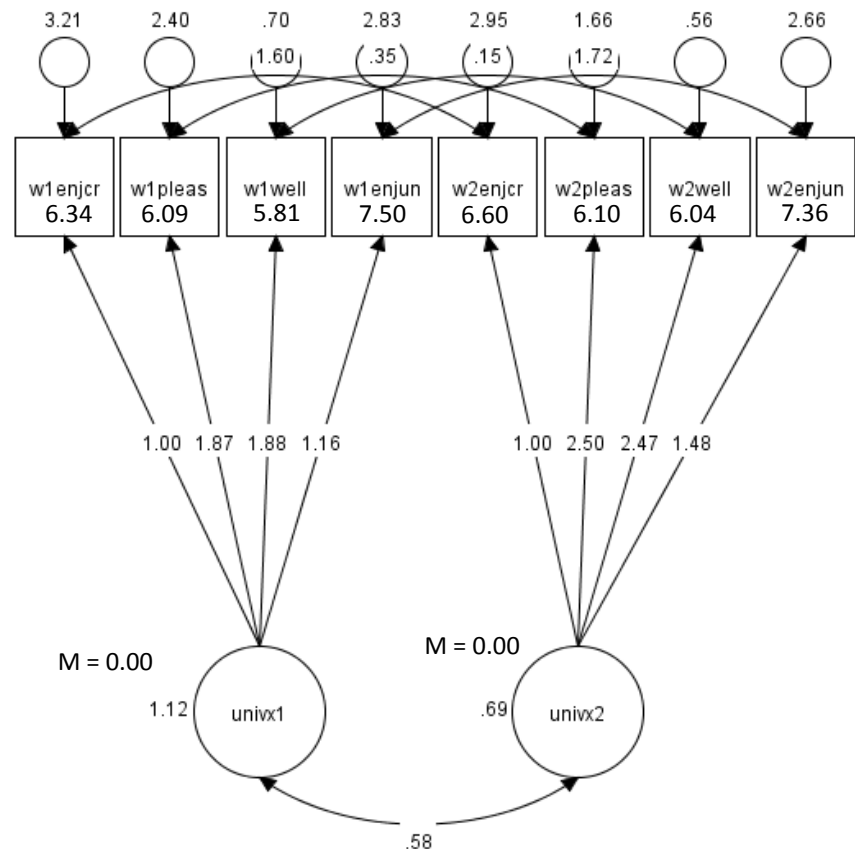 3.21 2.40 .70 2.83 2.95 1.66 .56 2.66
1.60 .35 .15 1.72
w1enjcr w1pleas w1well w1enjun w2enjcr w2pleas w2well w2enjun
6.34 6.09 5.81 7.50 6.60 6.10 6.04 7.36
1.00 1.87 1.88 1.16 1.00 2.50 2.47 1.48
M = 0.00 M = 0.00
1.12 univx1 .69 univx2
.58